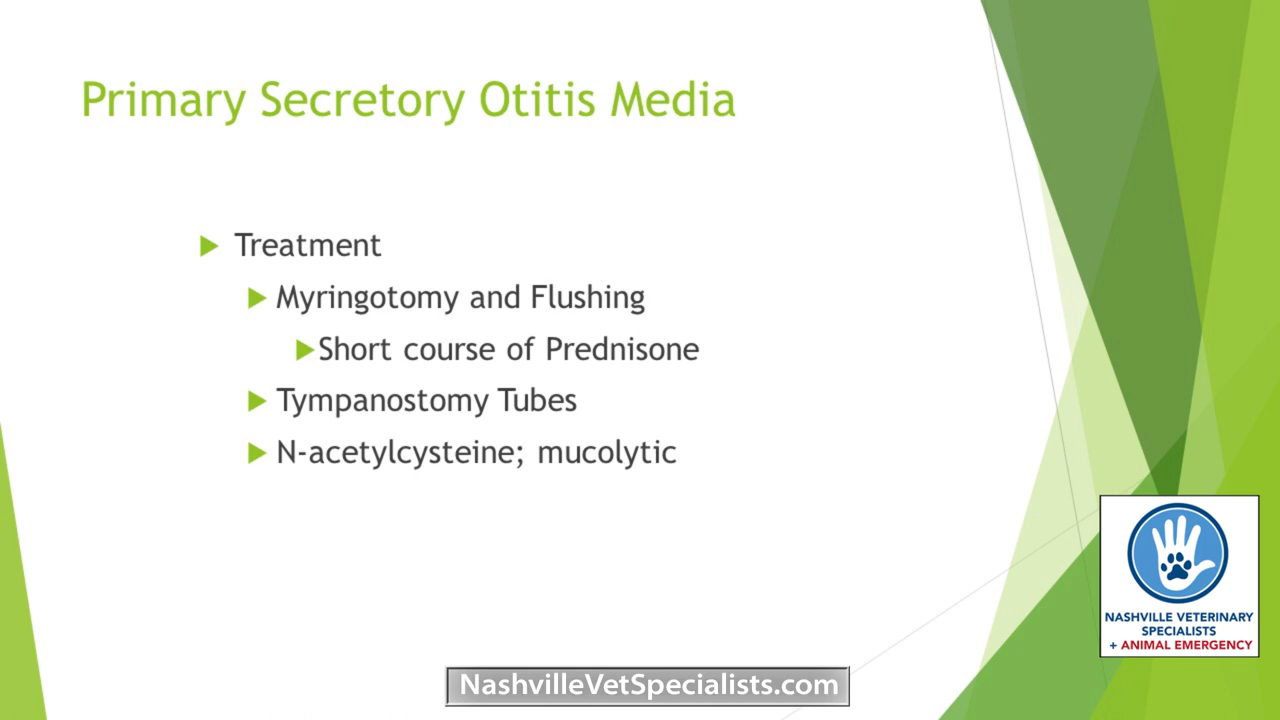 Primary Secretory Otitis Media
Treatment
Myringotomy and Flushing
Short course of Prednisone
Tympanostomy Tubes
N-acetylcysteine; mucolytic
NASHVILLE VETERINARY
SPECIALISTS
+ ANIMAL EMERGENCY
NashvilleVetSpecialists.com